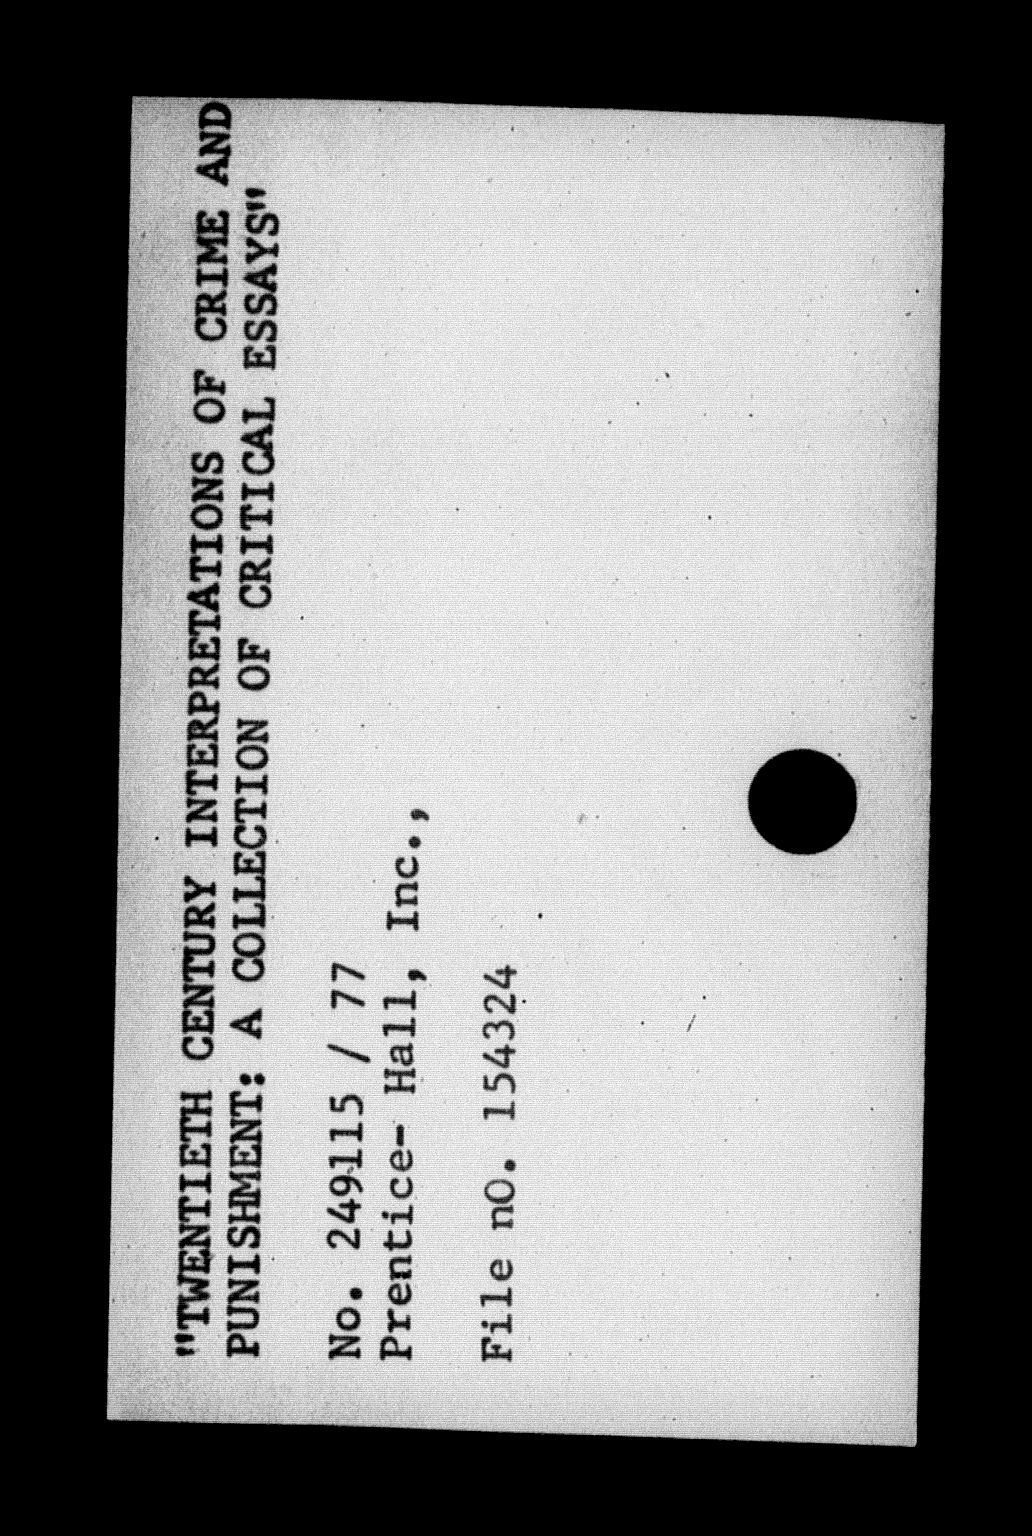 "TWENTIETH CENTURY INTERPRETATIONS OF CRIME AND
PUNISHMENT: A COLLECTION OF CRITICAL ESSAYS"
No. 249115 / 77
Prentice- Hall, Inc.,
File nO. 154324